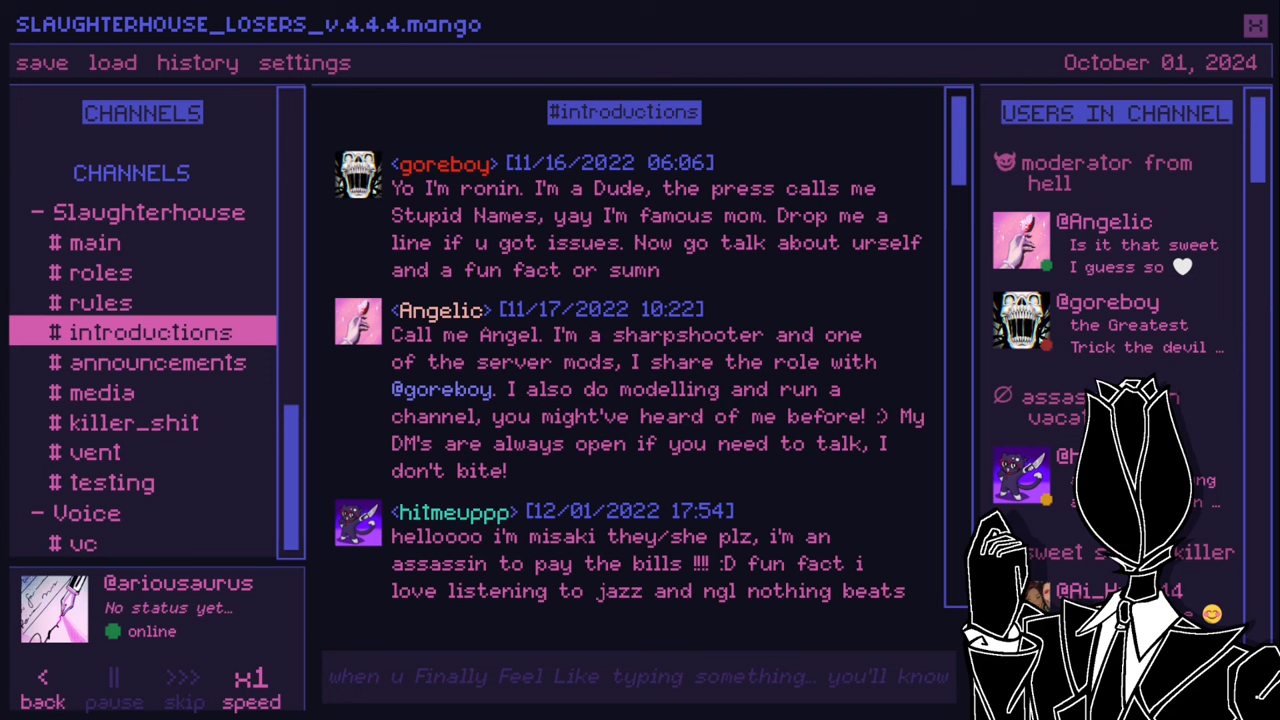 SLAUGHTERHOUSE_LOSERS_v.4.4.4.mango
save load history settings
October 01, 2024
CHANNELS
CHANNELS
− Slaughterhouse
# main
# roles
# rules
# introductions
# announcements
# media
# killer_shit
# vent
# testing
− Voice
# vc
@ariousaurus
No status yet…
online
< || >>> x1
back pause skip speed
#introductions
<goreboy> [11/16/2022 06:06]
Yo I'm ronin. I'm a Dude, the press calls me
Stupid Names, yay I'm famous mom. Drop me a
line if u got issues. Now go talk about urself
and a fun fact or sumn
<Angelic> [11/17/2022 10:22]
Call me Angel. I'm a sharpshooter and one
of the server mods, I share the role with
@goreboy. I also do modelling and run a
channel, you might've heard of me before! :) My
DM's are always open if you need to talk, I
don't bite!
<hitmeuppp> [12/01/2022 17:54]
helloooo i'm misaki they/she plz, i'm an
assassin to pay the bills !!! :D fun fact i
love listening to jazz and ngl nothing beats
when u Finally Feel Like typing something… you'll know
USERS IN CHANNEL
moderator from
hell
@Angelic
Is it that sweet
I guess so 🤍
@goreboy
the Greatest
Trick the devil …
sweet
killer